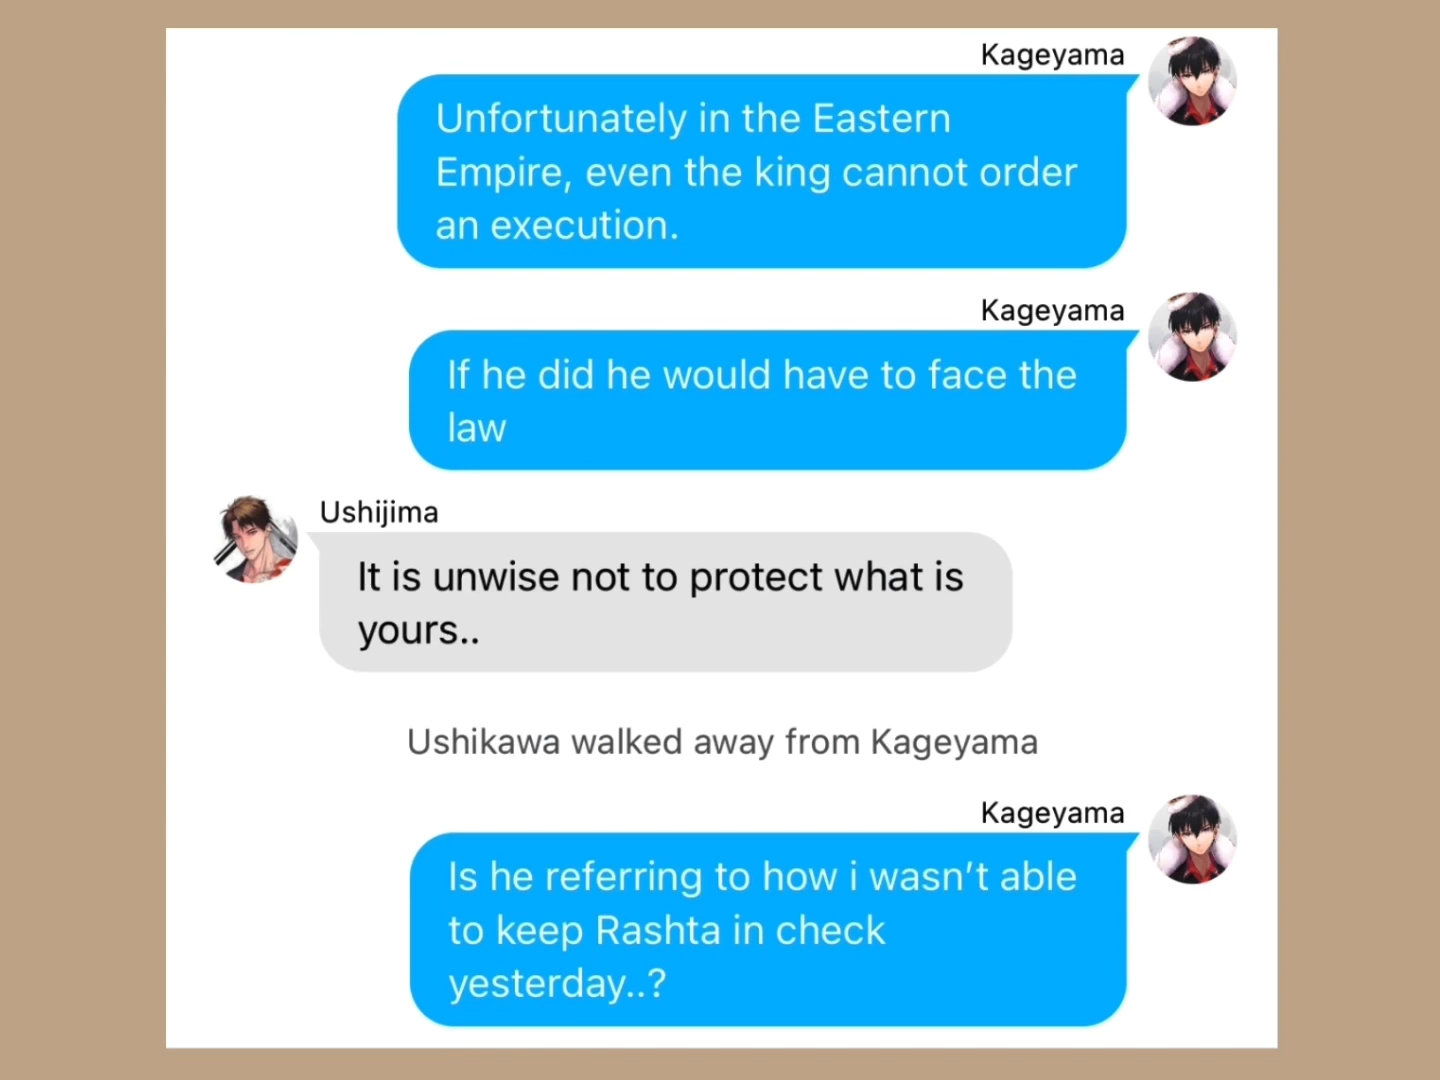 Kageyama
Unfortunately in the Eastern
Empire, even the king cannot order
an execution.
Kageyama
If he did he would have to face the
law
Ushijima
It is unwise not to protect what is
yours..
Ushikawa walked away from Kageyama
Kageyama
Is he referring to how i wasn't able
to keep Rashta in check
yesterday..?